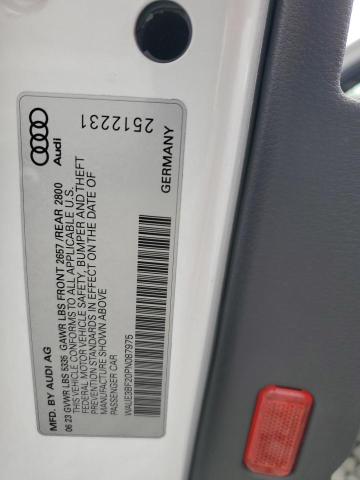 MFD. BY AUDI AG
06 23 GVWR LBS 5335 GAWR LBS FRONT 2657 /REAR 2800
THIS VEHICLE CONFORMS TO ALL APPLICABLE U.S.
FEDERAL MOTOR VEHICLE SAFETY, BUMPER AND THEFT
PREVENTION STANDARDS IN EFFECT ON THE DATE OF
MANUFACTURE SHOWN ABOVE
PASSENGER CAR
WAUE3BF20PN087975
Audi
2512231
GERMANY